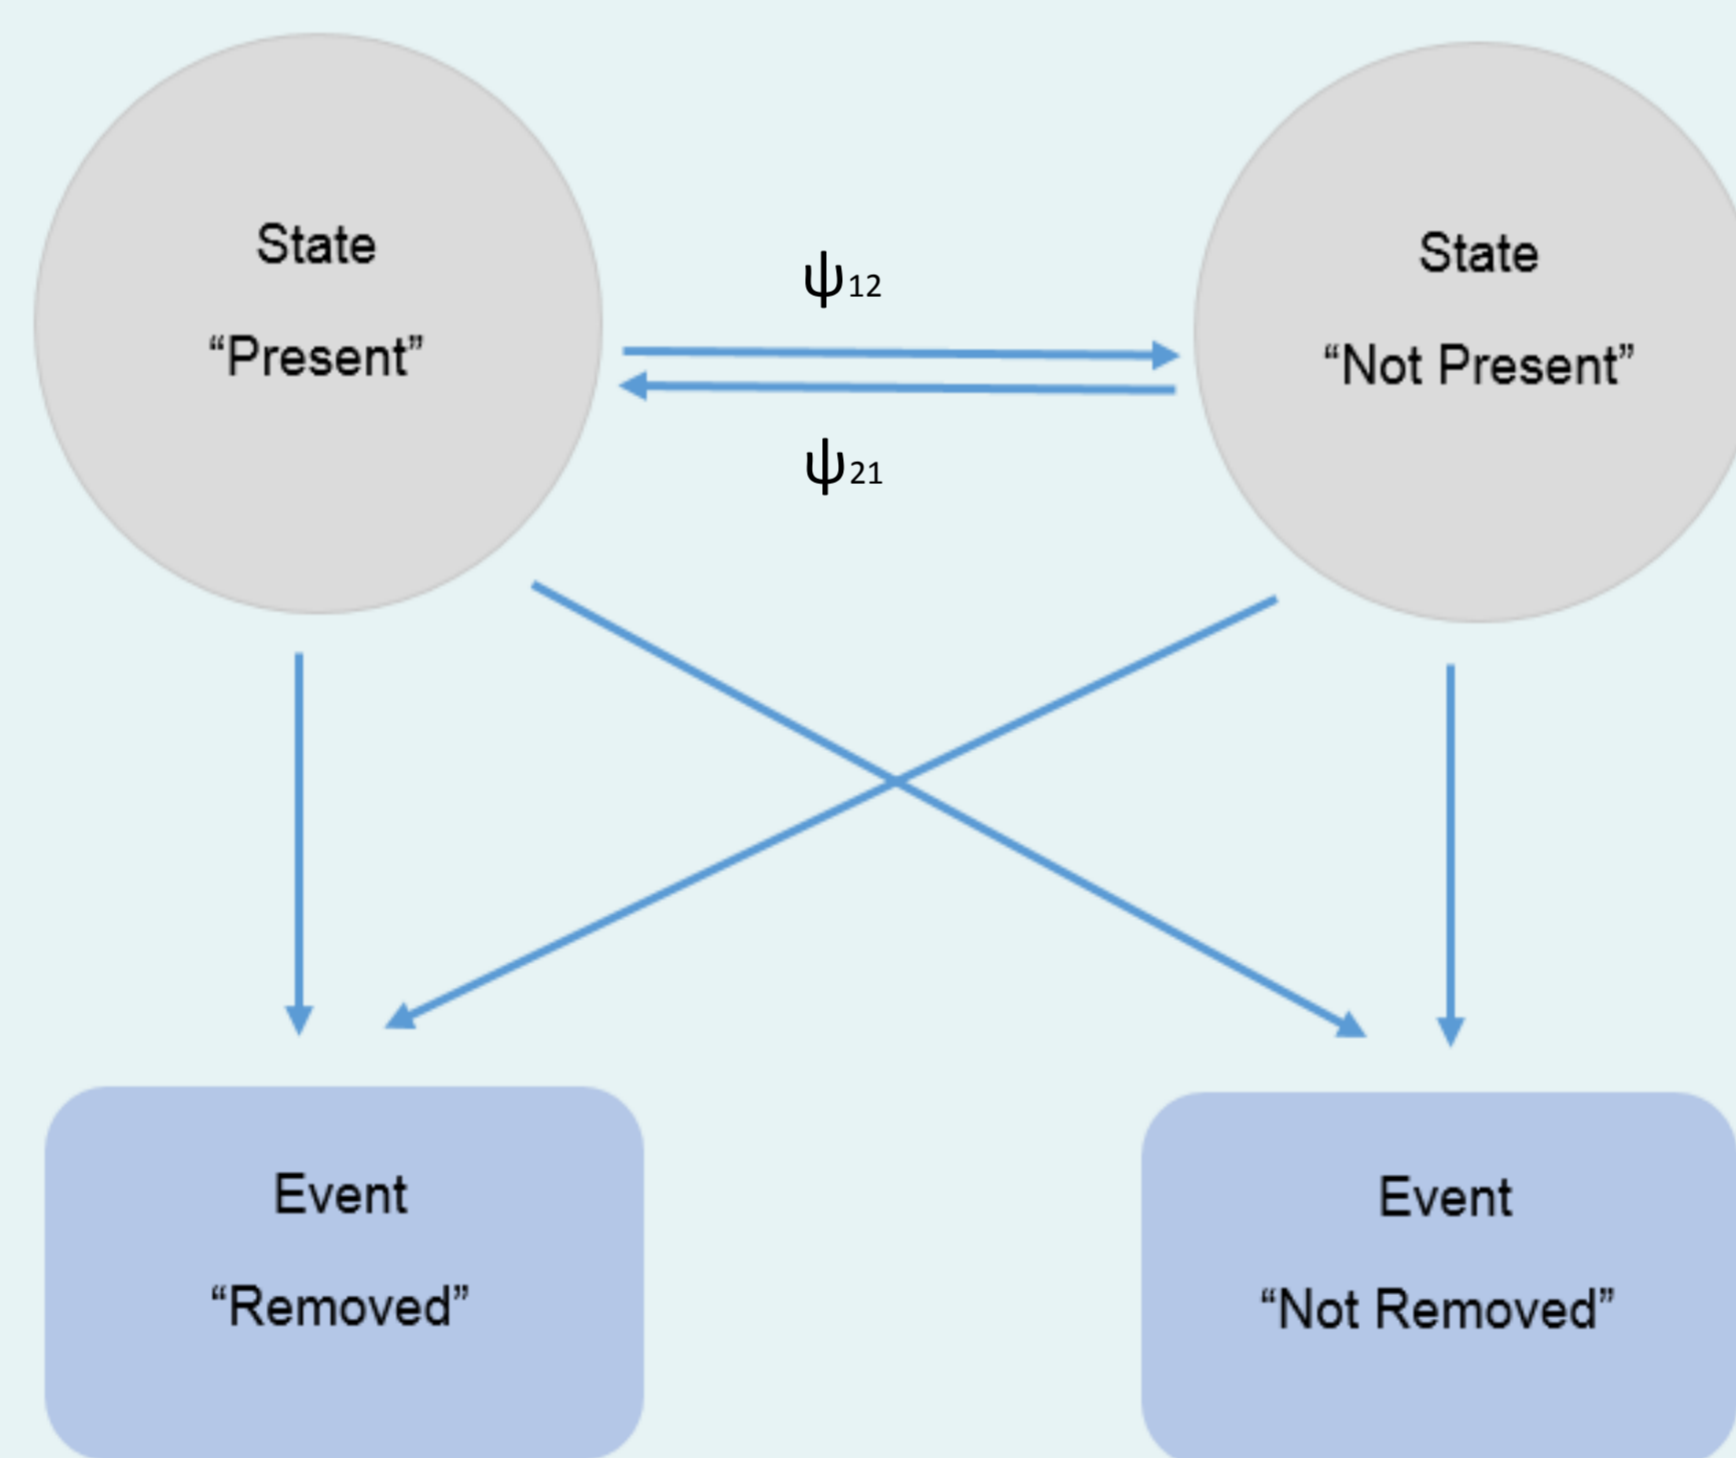 State
“Present”
ψ12
ψ21
State
“Not Present”
Event
“Removed”
Event
“Not Removed”